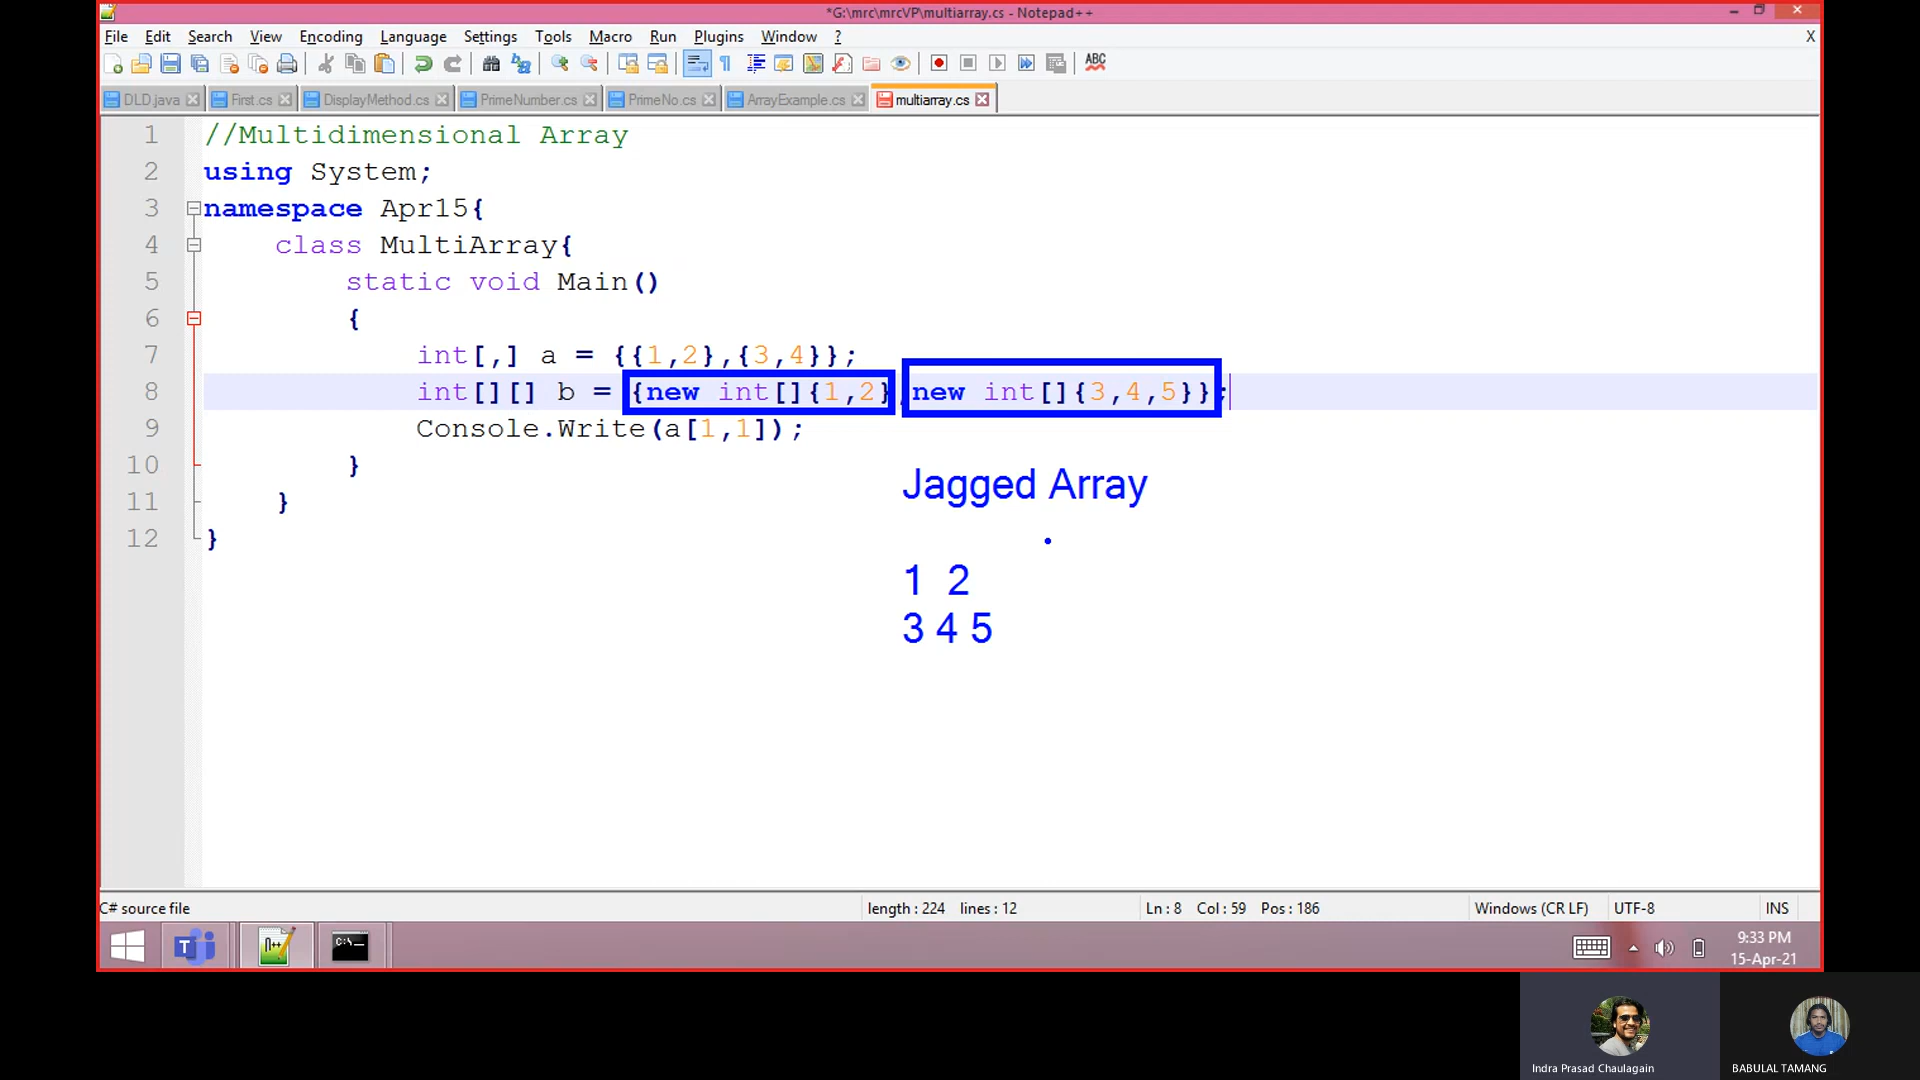 *G:\mrc\mrcVP\multiarray.cs - Notepad++
File Edit Search View Encoding Language Settings Tools Macro Run Plugins Window ? X
ABC
DLD.java First.cs DisplayMethod.cs PrimeNumber.cs PrimeNo.cs ArrayExample.cs multiarray.cs
1 //Multidimensional Array
2 using System;
3 namespace Apr15{
4 class MultiArray{
5 static void Main()
6 {
7 int[,] a = {{1,2},{3,4}};
8 int[][] b = {new int[]{1,2},new int[]{3,4,5}};
9 Console.Write(a[1,1]);
10 }
11 }
12 }
Jagged Array
1 2
3 4 5
C# source file length : 224 lines : 12 Ln : 8 Col : 59 Pos : 186 Windows (CR LF) UTF-8 INS
9:33 PM
15-Apr-21
Indra Prasad Chaulagain BABULAL TAMANG